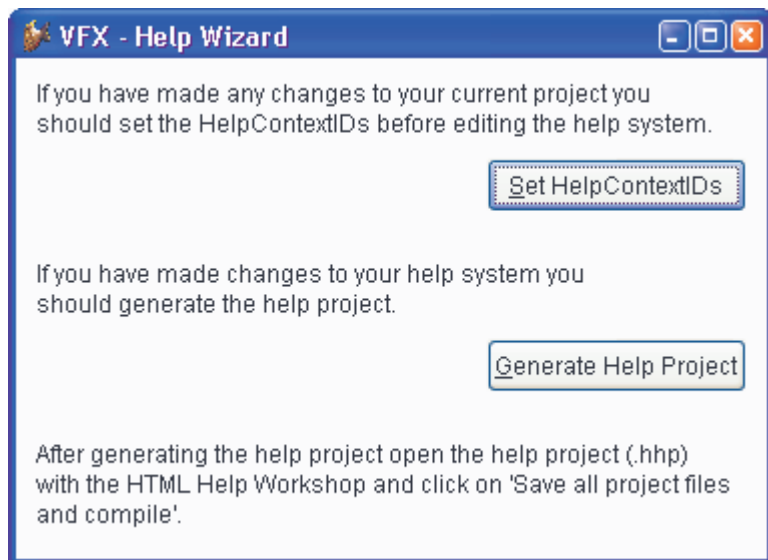 VFX - Help Wizard
If you have made any changes to your current project you
should set the HelpContextIDs before editing the help system.
Set HelpContextIDs
If you have made changes to your help system you
should generate the help project.
Generate Help Project
After generating the help project open the help project (.hhp)
with the HTML Help Workshop and click on 'Save all project files
and compile'.